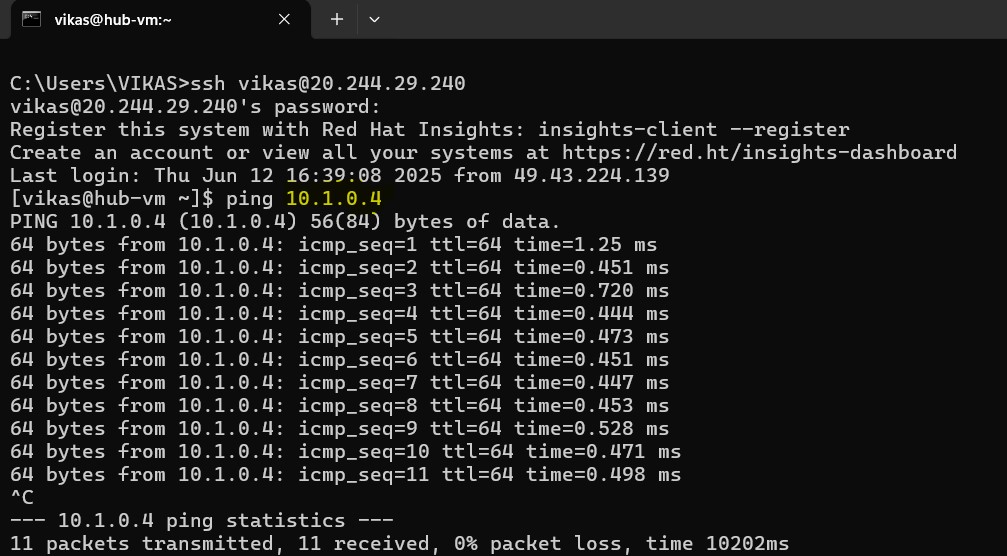 vikas@hub-vm:~
C:\Users\VIKAS>ssh vikas@20.244.29.240
vikas@20.244.29.240's password:
Register this system with Red Hat Insights: insights-client --register
Create an account or view all your systems at https://red.ht/insights-dashboard
Last login: Thu Jun 12 16:39:08 2025 from 49.43.224.139
[vikas@hub-vm ~]$ ping 10.1.0.4
PING 10.1.0.4 (10.1.0.4) 56(84) bytes of data.
64 bytes from 10.1.0.4: icmp_seq=1 ttl=64 time=1.25 ms
64 bytes from 10.1.0.4: icmp_seq=2 ttl=64 time=0.451 ms
64 bytes from 10.1.0.4: icmp_seq=3 ttl=64 time=0.720 ms
64 bytes from 10.1.0.4: icmp_seq=4 ttl=64 time=0.444 ms
64 bytes from 10.1.0.4: icmp_seq=5 ttl=64 time=0.473 ms
64 bytes from 10.1.0.4: icmp_seq=6 ttl=64 time=0.451 ms
64 bytes from 10.1.0.4: icmp_seq=7 ttl=64 time=0.447 ms
64 bytes from 10.1.0.4: icmp_seq=8 ttl=64 time=0.453 ms
64 bytes from 10.1.0.4: icmp_seq=9 ttl=64 time=0.528 ms
64 bytes from 10.1.0.4: icmp_seq=10 ttl=64 time=0.471 ms
64 bytes from 10.1.0.4: icmp_seq=11 ttl=64 time=0.498 ms
^C
--- 10.1.0.4 ping statistics ---
11 packets transmitted, 11 received, 0% packet loss, time 10202ms